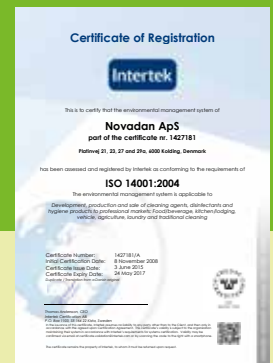 Certificate of Registration
Intertek
This is to certify that the environmental management system of
Novadan ApS
part of the certificate nr. 1427181
Platinvej 21, 23, 27 and 29a, 6000 Kolding, Denmark
has been assessed and registered by Intertek as conforming to the requirements of
ISO 14001:2004
The environmental management system is applicable to
Development, production and sale of cleaning agents, disinfectants and
hygiene products to professional markets; Food/beverage, kitchen/lodging,
vehicle, agriculture, laundry and traditional cleaning
Certificate Number: 1427181/A
Initial Certification Date: 8 November 2008
Certificate Issue Date: 3 June 2015
Certificate Expiry Date: 24 May 2017